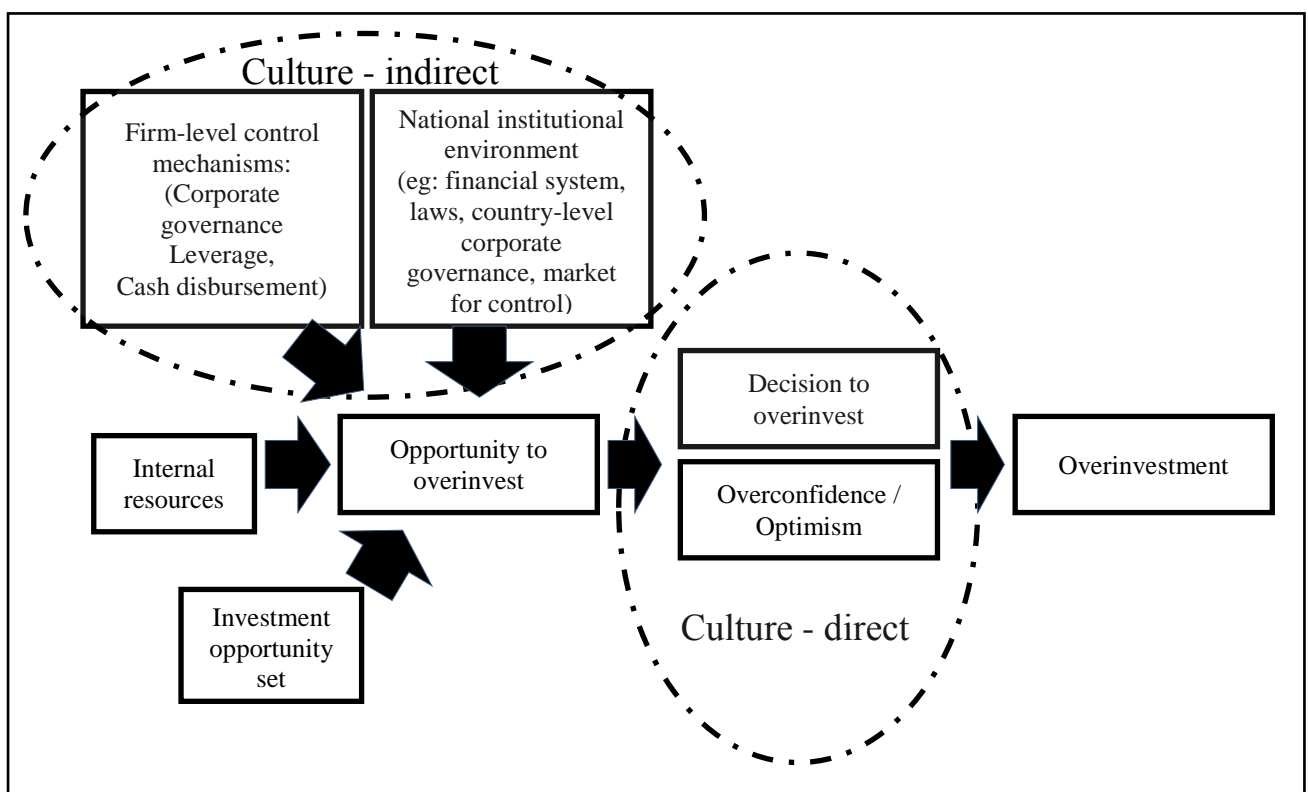 Culture - indirect
Firm-level control
mechanisms:
(Corporate
governance
Leverage,
Cash disbursement)
National institutional
environment
(eg: financial system,
laws, country-level
corporate
governance, market
for control)
Internal
resources
Opportunity to
overinvest
Decision to
overinvest
Overconfidence /
Optimism
Overinvestment
Investment
opportunity
set
Culture - direct